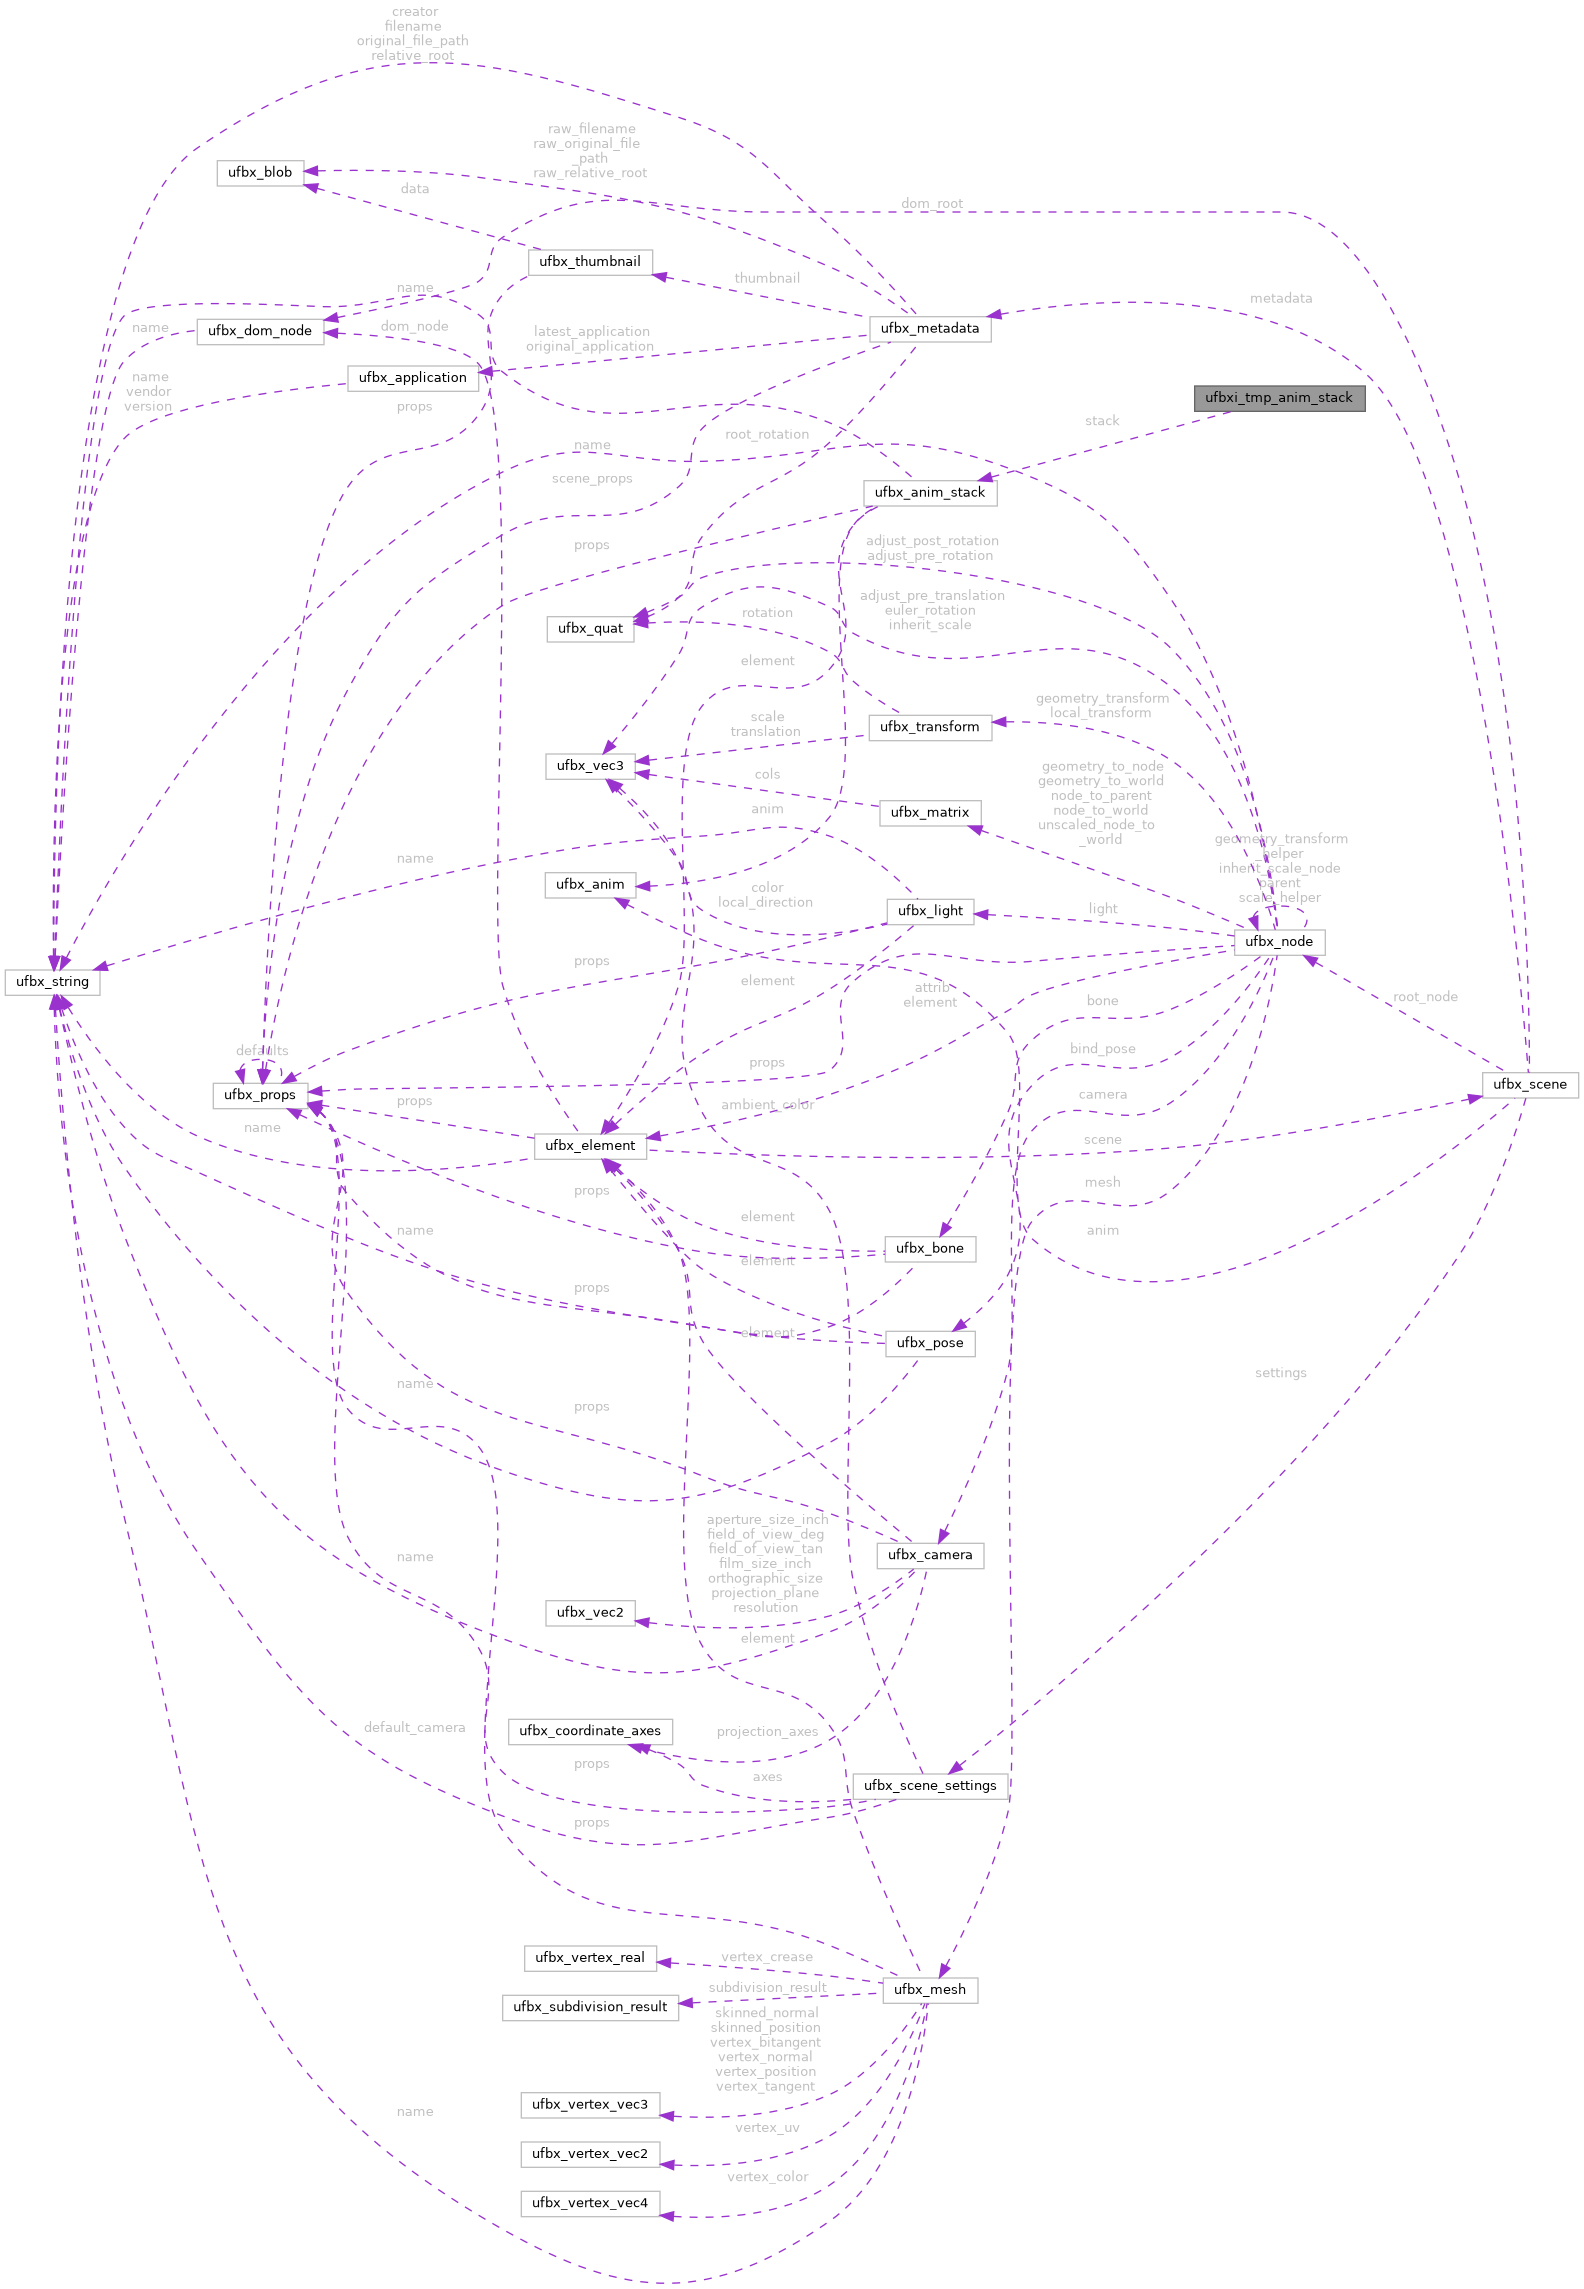 creator
filename
original_file_path
relative_root
raw_filename
raw_original_file
_path
raw_relative_root
ufbx_blob
data
dom_root
ufbx_thumbnail
thumbnail
name
metadata
ufbx_dom_node
name
dom_node
latest_application
original_application
ufbx_metadata
ufbx_application
name
vendor
version
props
ufbxi_tmp_anim_stack
stack
root_rotation
name
scene_props
ufbx_anim_stack
props
adjust_post_rotation
adjust_pre_rotation
adjust_pre_translation
euler_rotation
inherit_scale
rotation
ufbx_quat
element
geometry_transform
local_transform
scale
translation
ufbx_transform
ufbx_vec3
cols
geometry_to_node
geometry_to_world
node_to_parent
node_to_world
unscaled_node_to
_world
ufbx_matrix
anim
geometry_transform
_helper
inherit_scale_node
parent
scale_helper
name
ufbx_anim
color
local_direction
ufbx_light
light
ufbx_node
props
element
ufbx_string
attrib
element
bone
root_node
defaults
bind_pose
props
ufbx_props
ufbx_scene
props
ambient_color
camera
name
ufbx_element
scene
props
mesh
element
name
anim
ufbx_bone
element
props
element
ufbx_pose
settings
name
props
aperture_size_inch
field_of_view_deg
field_of_view_tan
film_size_inch
orthographic_size
projection_plane
resolution
ufbx_camera
name
ufbx_vec2
element
default_camera
ufbx_coordinate_axes
projection_axes
props
axes
ufbx_scene_settings
props
ufbx_vertex_real
vertex_crease
ufbx_mesh
subdivision_result
ufbx_subdivision_result
skinned_normal
skinned_position
vertex_bitangent
vertex_normal
vertex_position
vertex_tangent
ufbx_vertex_vec3
name
vertex_uv
ufbx_vertex_vec2
vertex_color
ufbx_vertex_vec4